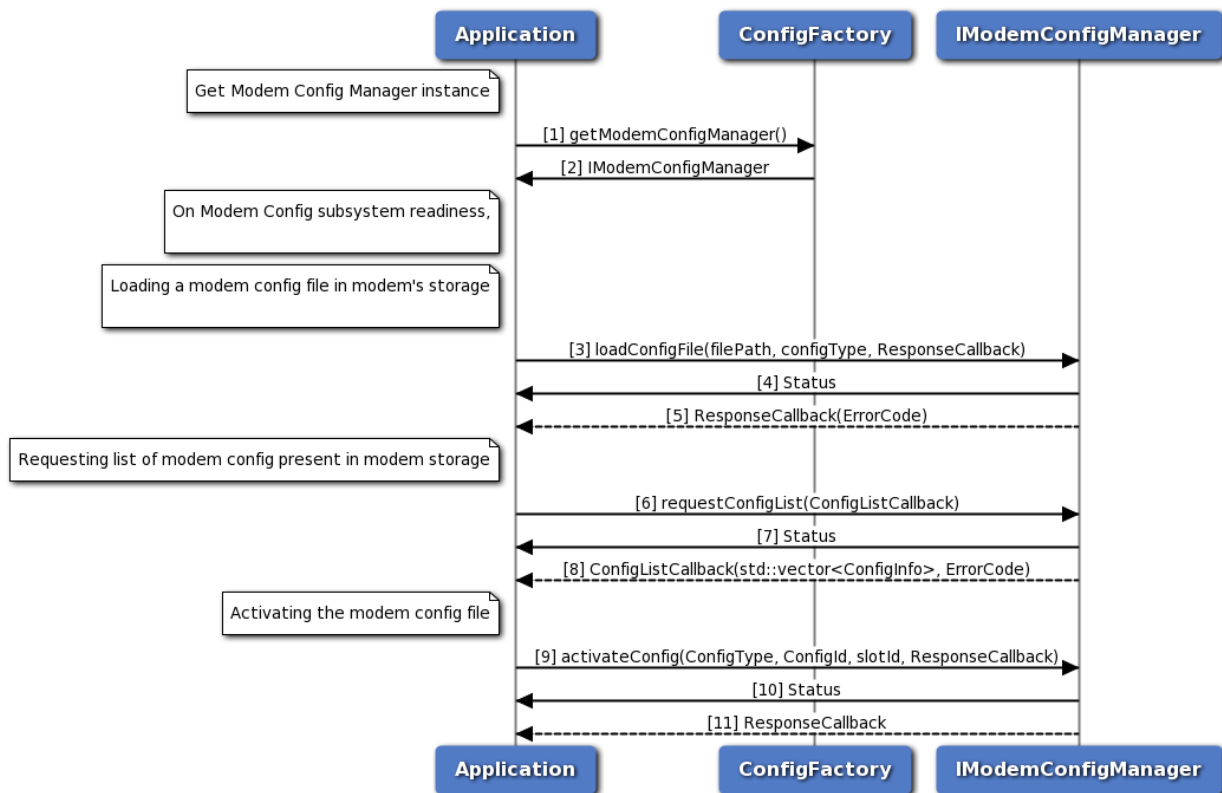 Application
ConfigFactory
IModemConfigManager
Get Modem Config Manager instance
[1] getModemConfigManager()
[2] IModemConfigManager
On Modem Config subsystem readiness,
Loading a modem config file in modem's storage
[3] loadConfigFile(filePath, configType, ResponseCallback)
[4] Status
[5] ResponseCallback(ErrorCode)
Requesting list of modem config present in modem storage
[6] requestConfigList(ConfigListCallback)
[7] Status
[8] ConfigListCallback(std::vector<ConfigInfo>, ErrorCode)
Activating the modem config file
[9] activateConfig(ConfigType, ConfigId, slotId, ResponseCallback)
[10] Status
[11] ResponseCallback
Application
ConfigFactory
IModemConfigManager